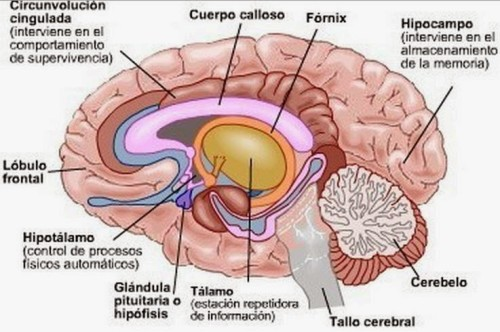 Circunvolución
cingulada
(interviene en el
comportamiento
de supervivencia)
Cuerpo calloso
Fórnix
Hipocampo
(interviene en el
almacenamiento
de la memoria)
Lóbulo
frontal
Hipotálamo
(control de procesos
físicos automáticos)
Glándula
pituitaria o
hipófisis
Tálamo
(estación repetidora
de información)
Tallo cerebral
Cerebelo